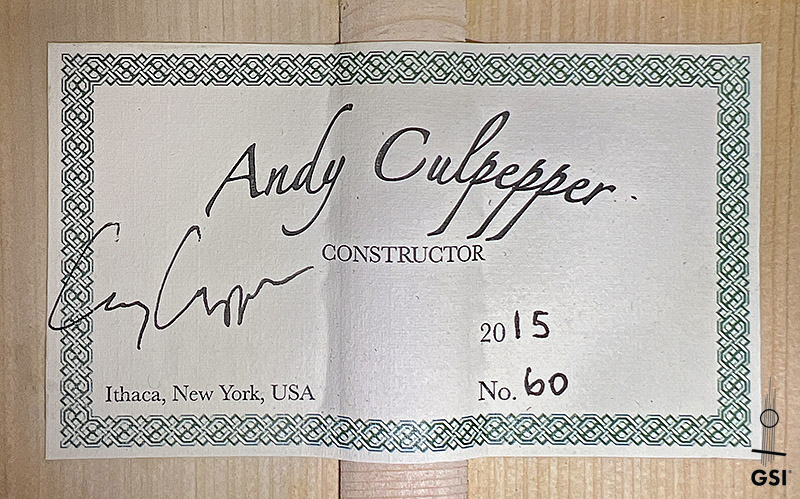 Andy Culpepper
CONSTRUCTOR
2015
Ithaca, New York, USA
No. 60
GSI